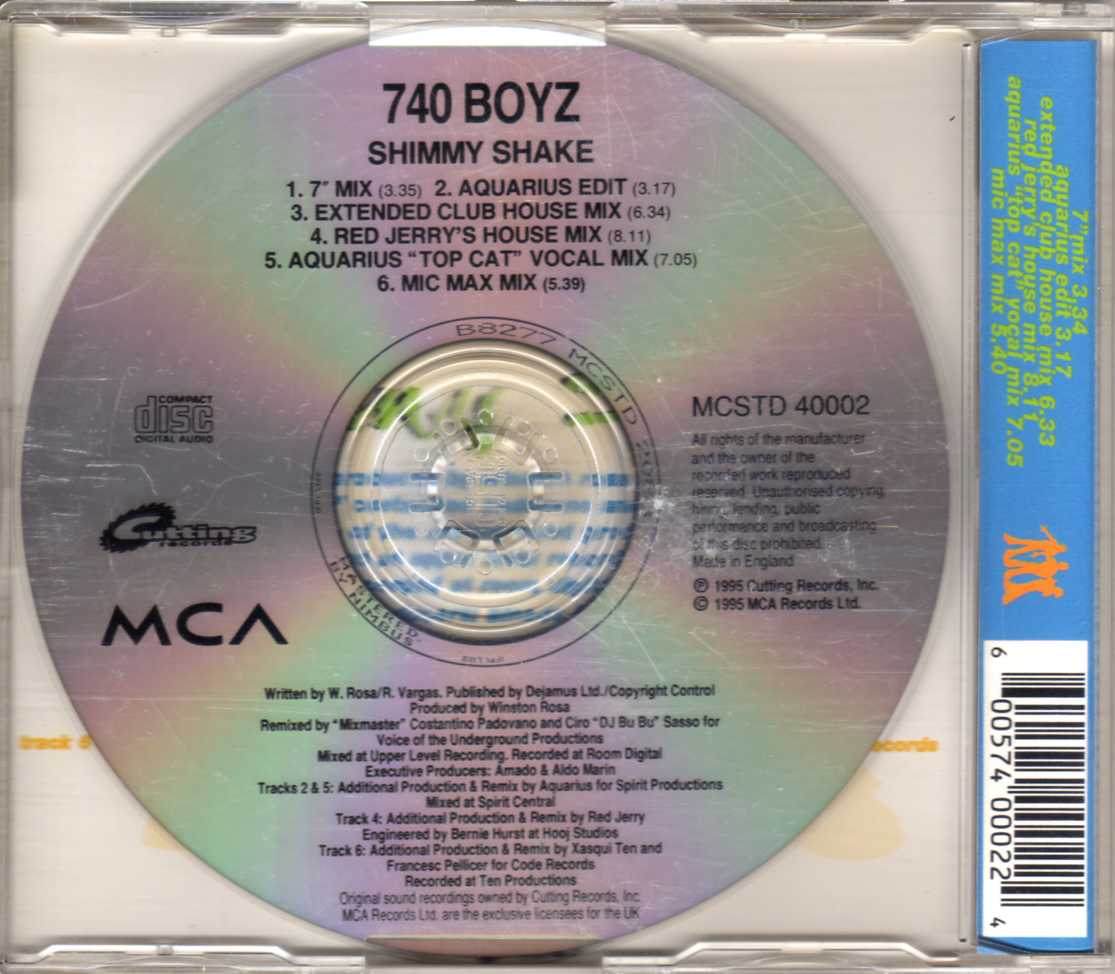 740 BOYZ
SHIMMY SHAKE
1. 7" MIX (3.35) 2. AQUARIUS EDIT (3.17)
3. EXTENDED CLUB HOUSE MIX (6.34)
4. RED JERRY'S HOUSE MIX (8.11)
5. AQUARIUS "TOP CAT" VOCAL MIX (7.05)
6. MIC MAX MIX (5.39)
B8277 MCSTD
COMPACT
disc
DIGITAL AUDIO
Cutting
records
MCA
MCSTD 40002
All rights of the manufacturer
and the owner of the
recorded work reproduced
reserved. Unauthorised copying,
hiring, lending, public
performance and broadcasting
of this disc prohibited.
Made in England
℗ 1995 Cutting Records, Inc.
© 1995 MCA Records Ltd.
MASTERED
BY NIMBUS
Written by W. Rosa/R. Vargas. Published by Dejamus Ltd./Copyright Control
Produced by Winston Rosa
Remixed by "Mixmaster" Costantino Padovano and Ciro "DJ Bu Bu" Sasso for
Voice of the Underground Productions
Mixed at Upper Level Recording. Recorded at Room Digital
Executive Producers: Amado & Aldo Marin
Tracks 2 & 5: Additional Production & Remix by Aquarius for Spirit Productions
Mixed at Spirit Central
Track 4: Additional Production & Remix by Red Jerry
Engineered by Bernie Hurst at Hooj Studios
Track 6: Additional Production & Remix by Xasqui Ten and
Francesc Pellicer for Code Records
Recorded at Ten Productions
Original sound recordings owned by Cutting Records, Inc.
MCA Records Ltd. are the exclusive licensees for the UK
track 6
records
7"mix 3.34
aquarius edit 3.17
extended club house mix 6.33
red jerry's house mix 8.11
aquarius "top cat" vocal mix 7.05
mic max mix 5.40
6 00574 00022 4